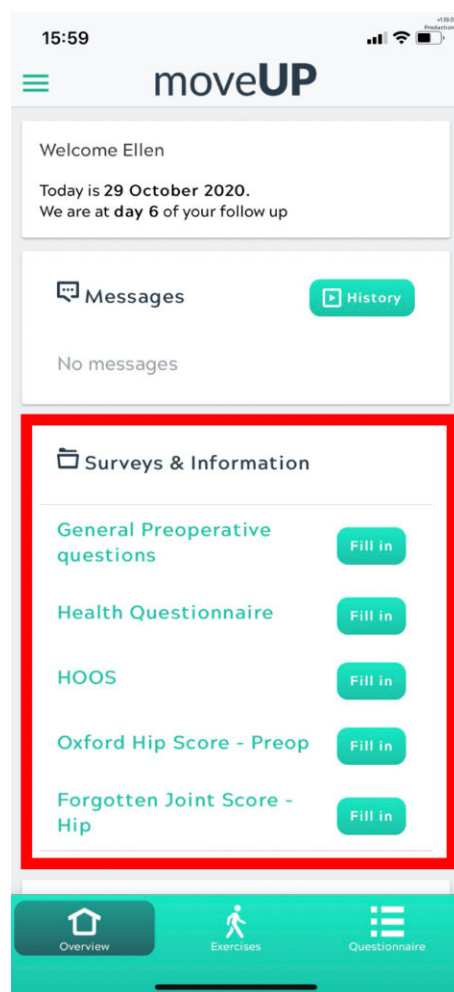 v1.19.0
Production
15:59
moveUP
Welcome Ellen
Today is 29 October 2020.
We are at day 6 of your follow up
Messages
History
No messages
Surveys & Information
General Preoperative
questions
Fill in
Health Questionnaire
Fill in
HOOS
Fill in
Oxford Hip Score - Preop
Fill in
Forgotten Joint Score -
Hip
Fill in
Overview
Exercises
Questionnaire